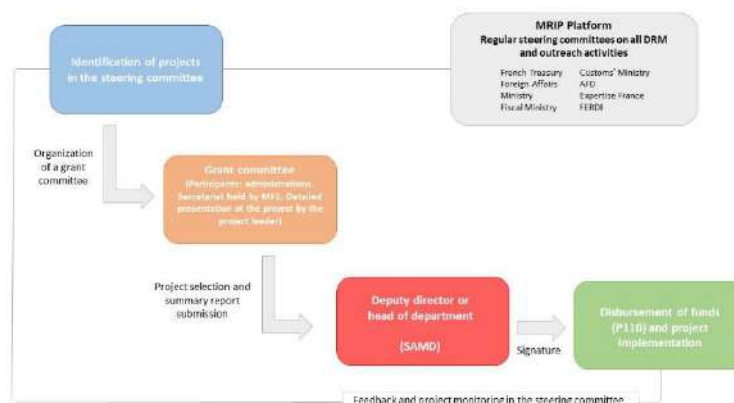 Identification of projects
in the steering committee
MRIP Platform
Regular steering committees on all DRM
and outreach activities
French Treasury Customs' Ministry
Foreign Affairs AFD
Ministry Expertise France
Fiscal Ministry FERDI
Organization
of a grant
committee
Grant committee
(Participants: administrations.
Secretariat held by MF2. Detailed
presentation of the project by the
project leader)
Project selection and
summary report
submission
Deputy director or
head of department
(SAMD)
Signature
Disbursement of funds
(P110) and project
implementation
Feedback and project monitoring in the steering committee